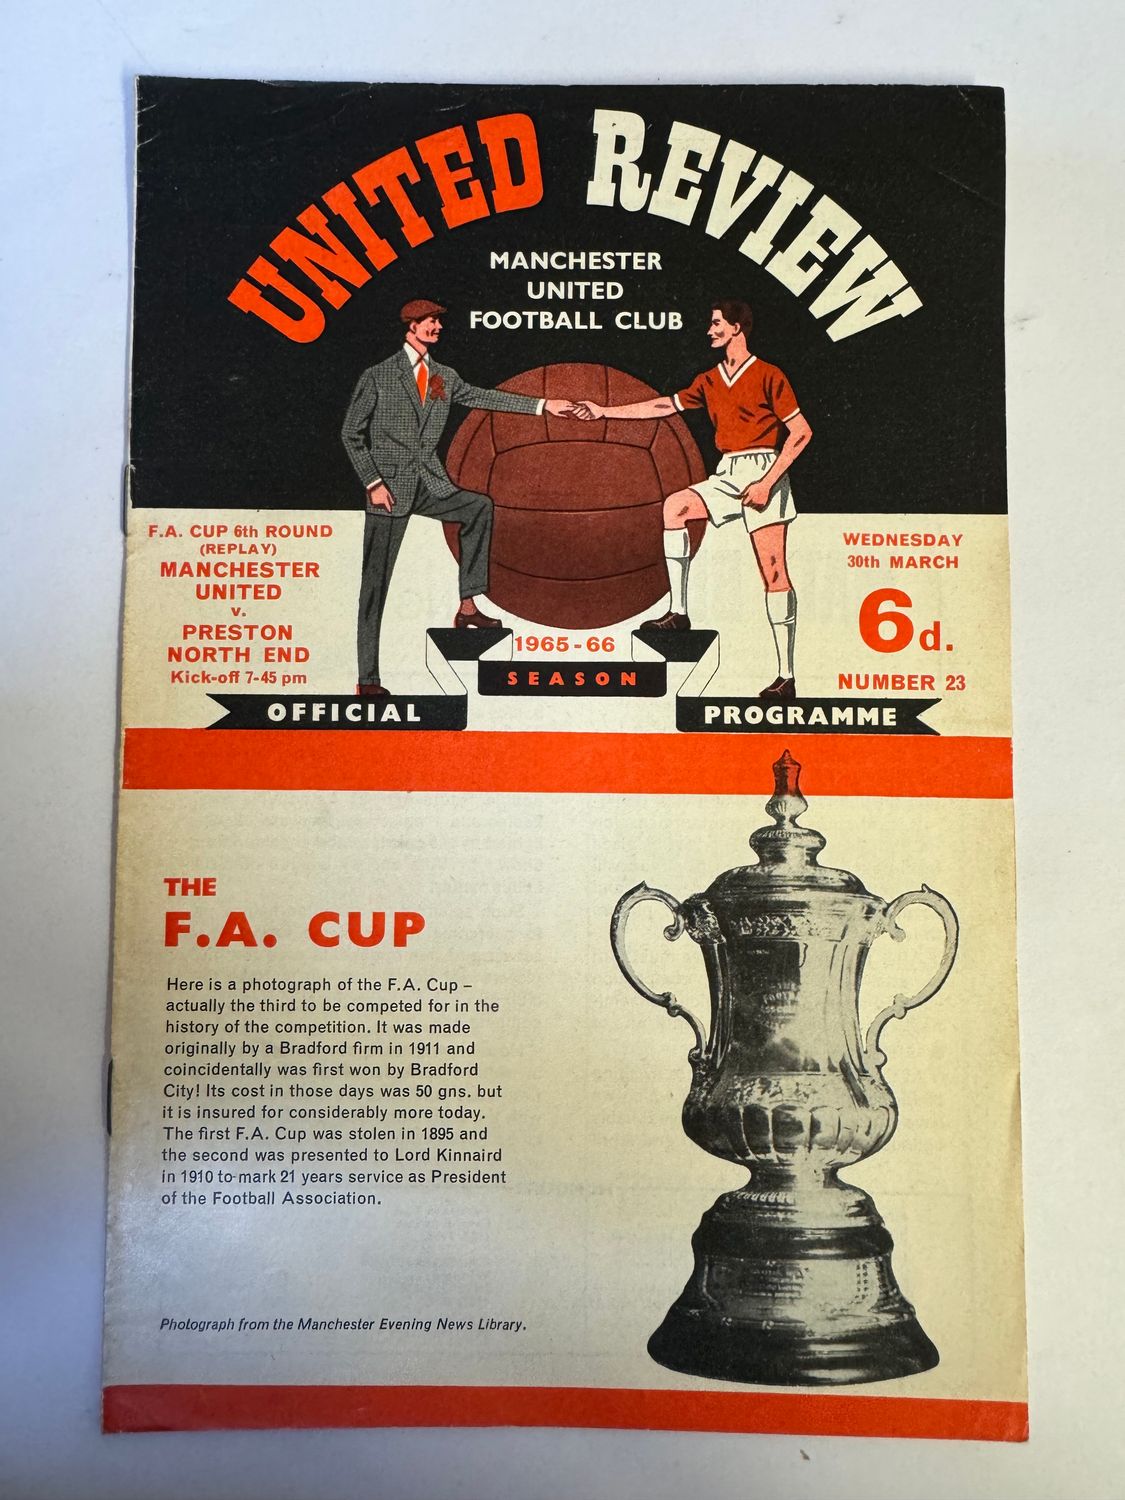 UNITED REVIEW
MANCHESTER
UNITED
FOOTBALL CLUB
F.A. CUP 6th ROUND
(REPLAY)
MANCHESTER
UNITED
v.
PRESTON
NORTH END
Kick-off 7-45 pm
WEDNESDAY
30th MARCH
6d.
NUMBER 23
1965-66
SEASON
OFFICIAL
PROGRAMME
THE
F.A. CUP
Here is a photograph of the F.A. Cup –
actually the third to be competed for in the
history of the competition. It was made
originally by a Bradford firm in 1911 and
coincidentally was first won by Bradford
City! Its cost in those days was 50 gns. but
it is insured for considerably more today.
The first F.A. Cup was stolen in 1895 and
the second was presented to Lord Kinnaird
in 1910 to mark 21 years service as President
of the Football Association.
Photograph from the Manchester Evening News Library.